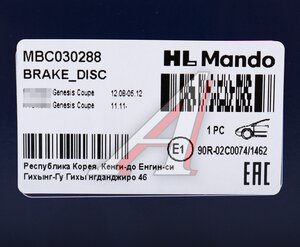 MBC030288
BRAKE_DISC
HL Mando
Genesis Coupe 12.08-05.12
Genesis Coupe 11.11-
1 PC
E1
90R-02C0074/1462
EAC
Республика Корея, Кенги-до Енгин-си
Гихынг-Гу Гихы нгданджиро 46